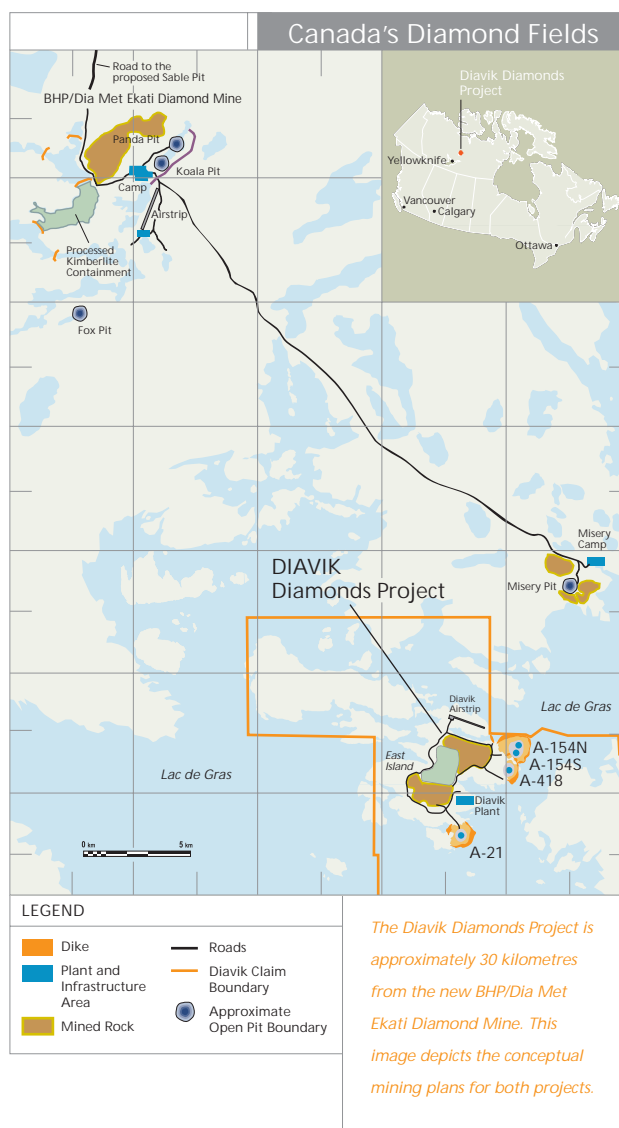 Canada's Diamond Fields
Road to the
proposed Sable Pit
BHP/Dia Met Ekati Diamond Mine
Panda Pit
Koala Pit
Camp
Airstrip
Processed
Kimberlite
Containment
Fox Pit
Diavik Diamonds
Project
Yellowknife
Vancouver
Calgary
Ottawa
Misery
Camp
Misery Pit
DIAVIK
Diamonds Project
Diavik
Airstrip
Lac de Gras
East
Island
A-154N
A-154S
A-418
Lac de Gras
Diavik
Plant
A-21
0 km
5 km
LEGEND
Dike
Plant and
Infrastructure
Area
Mined Rock
Roads
Diavik Claim
Boundary
Approximate
Open Pit Boundary
The Diavik Diamonds Project is
approximately 30 kilometres
from the new BHP/Dia Met
Ekati Diamond Mine. This
image depicts the conceptual
mining plans for both projects.